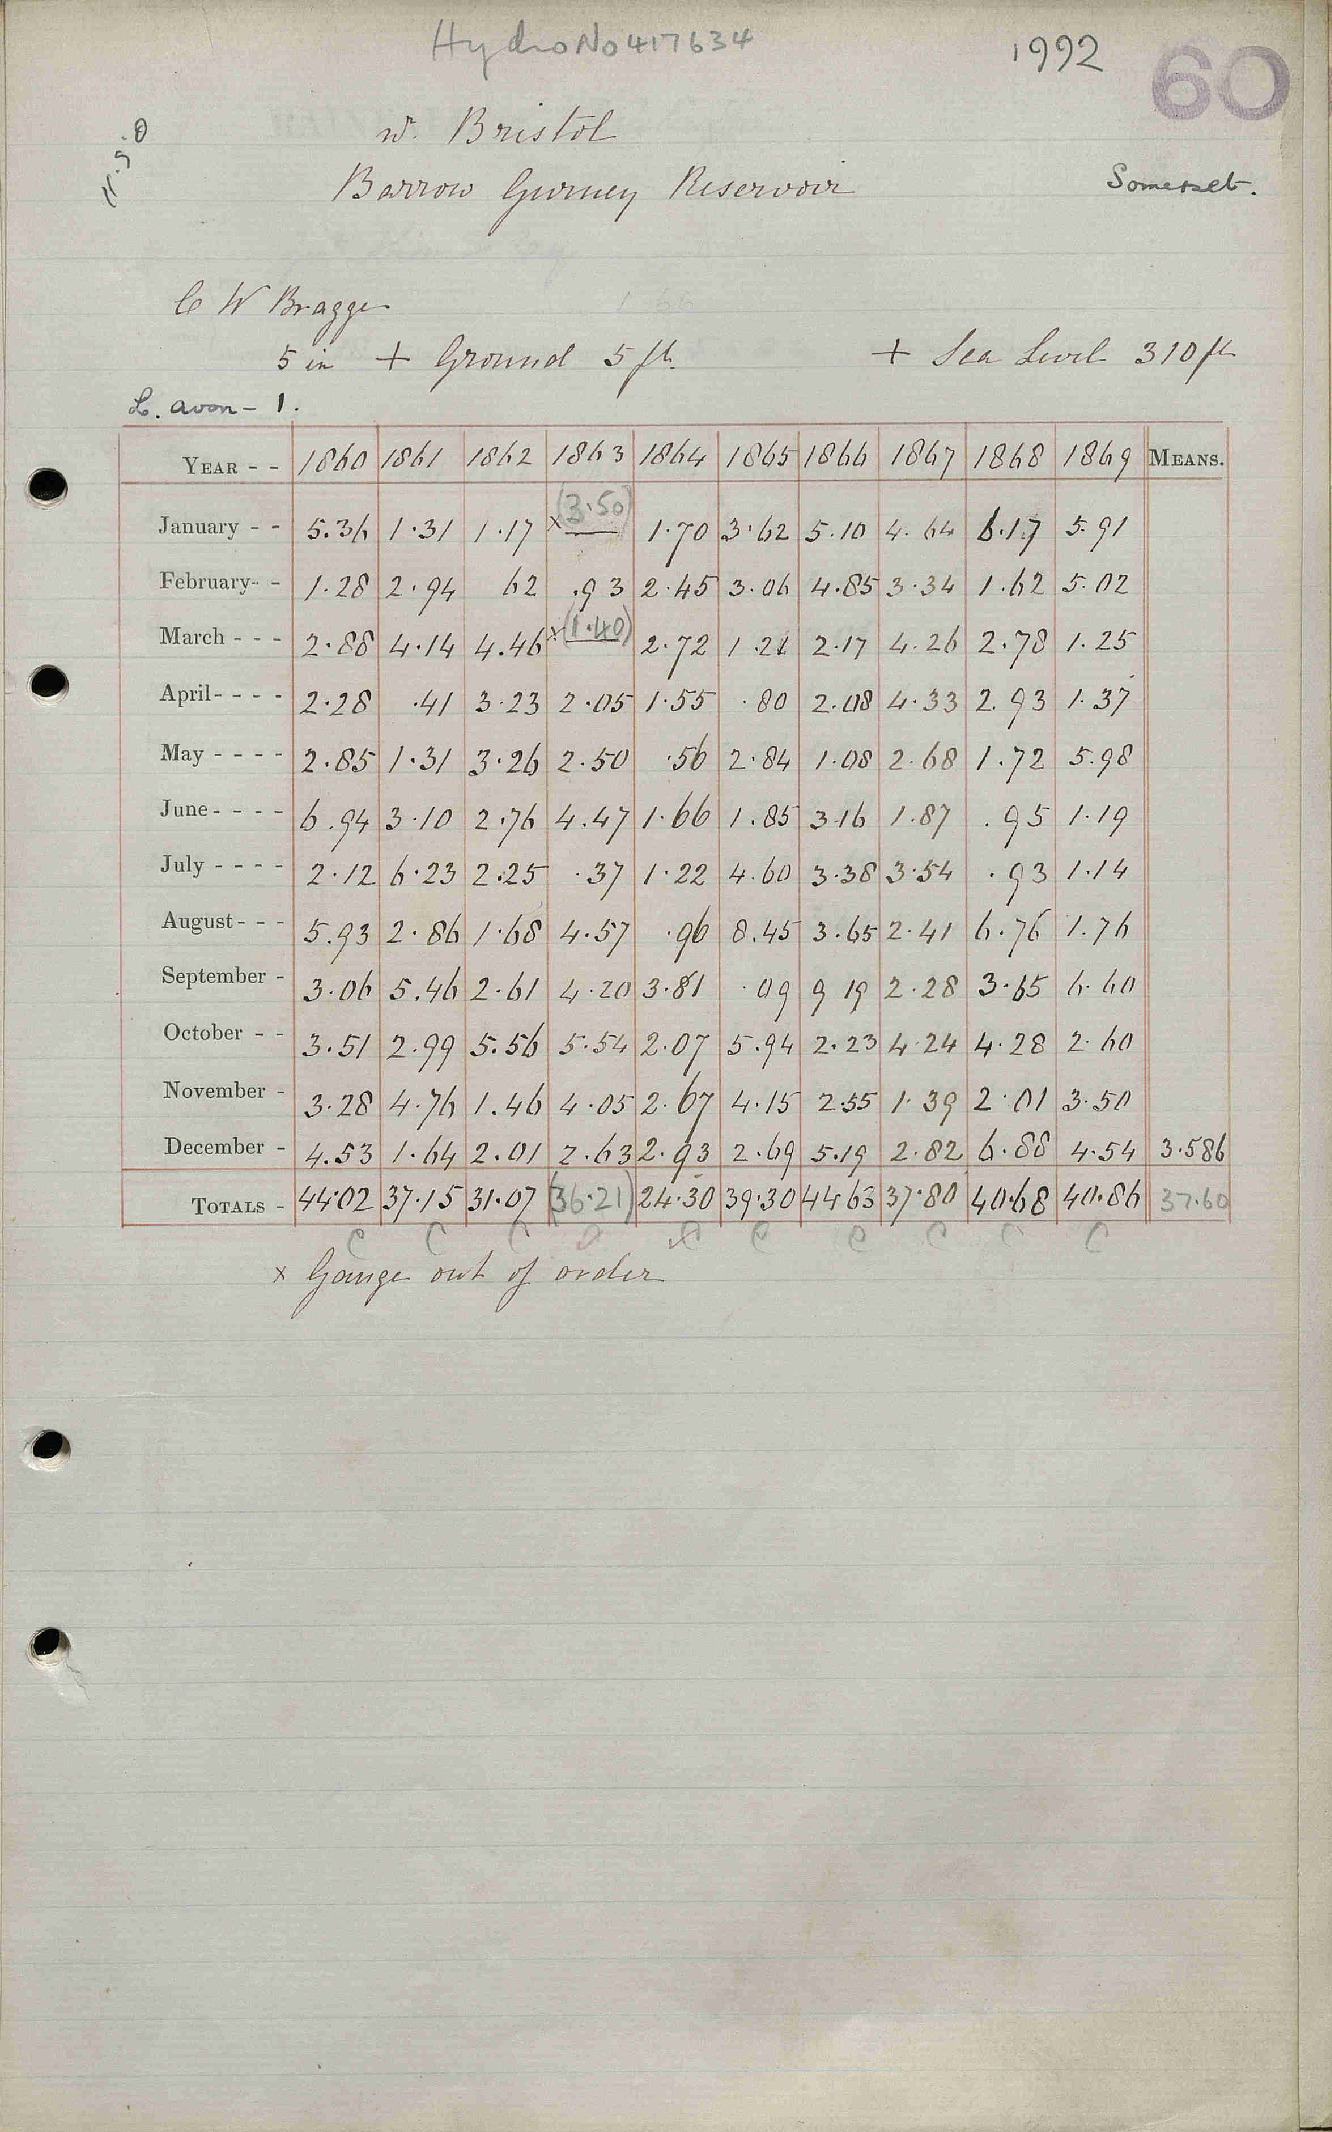 Hydro No 417634
1992
60
W. Bristol
Barrow Gurney Reservoir
Somerset.
C W Bragge
5 in + Ground 5 ft. + Sea Level 310 ft
L. avon - 1.
YEAR - - 1860 1861 1862 1863 1864 1865 1866 1867 1868 1869 MEANS.
January - - 5.36 1.31 1.17 x (3.50) 1.70 3.62 5.10 4.64 6.17 5.91
February- - 1.28 2.94 62 .93 2.45 3.06 4.85 3.34 1.62 5.02
March - - - 2.88 4.14 4.46 x (1.40) 2.72 1.21 2.17 4.26 2.78 1.25
April- - - - 2.28 .41 3.23 2.05 1.55 .80 2.08 4.33 2.93 1.37
May - - - - 2.85 1.31 3.26 2.50 .56 2.84 1.08 2.68 1.72 5.98
June- - - - 6.94 3.10 2.76 4.47 1.66 1.85 3.16 1.87 .95 1.19
July - - - - 2.12 6.23 2.25 .37 1.22 4.60 3.38 3.54 .93 1.14
August- - - 5.93 2.86 1.68 4.57 .96 8.45 3.65 2.41 6.76 1.76
September - 3.06 5.46 2.61 4.20 3.81 .09 9 19 2.28 3.65 6.60
October - - 3.51 2.99 5.56 5.54 2.07 5.94 2.23 4.24 4.28 2.60
November - 3.28 4.76 1.46 4.05 2.67 4.15 2.55 1.39 2.01 3.50
December - 4.53 1.64 2.01 2.63 2.93 2.69 5.19 2.82 6.88 4.54 3.586
TOTALS - 44.02 37.15 31.07 (36.21) 24.30 39.30 44 63 37.80 40.68 40.86 37.60
C C C C C C C C C
x Gauge out of order